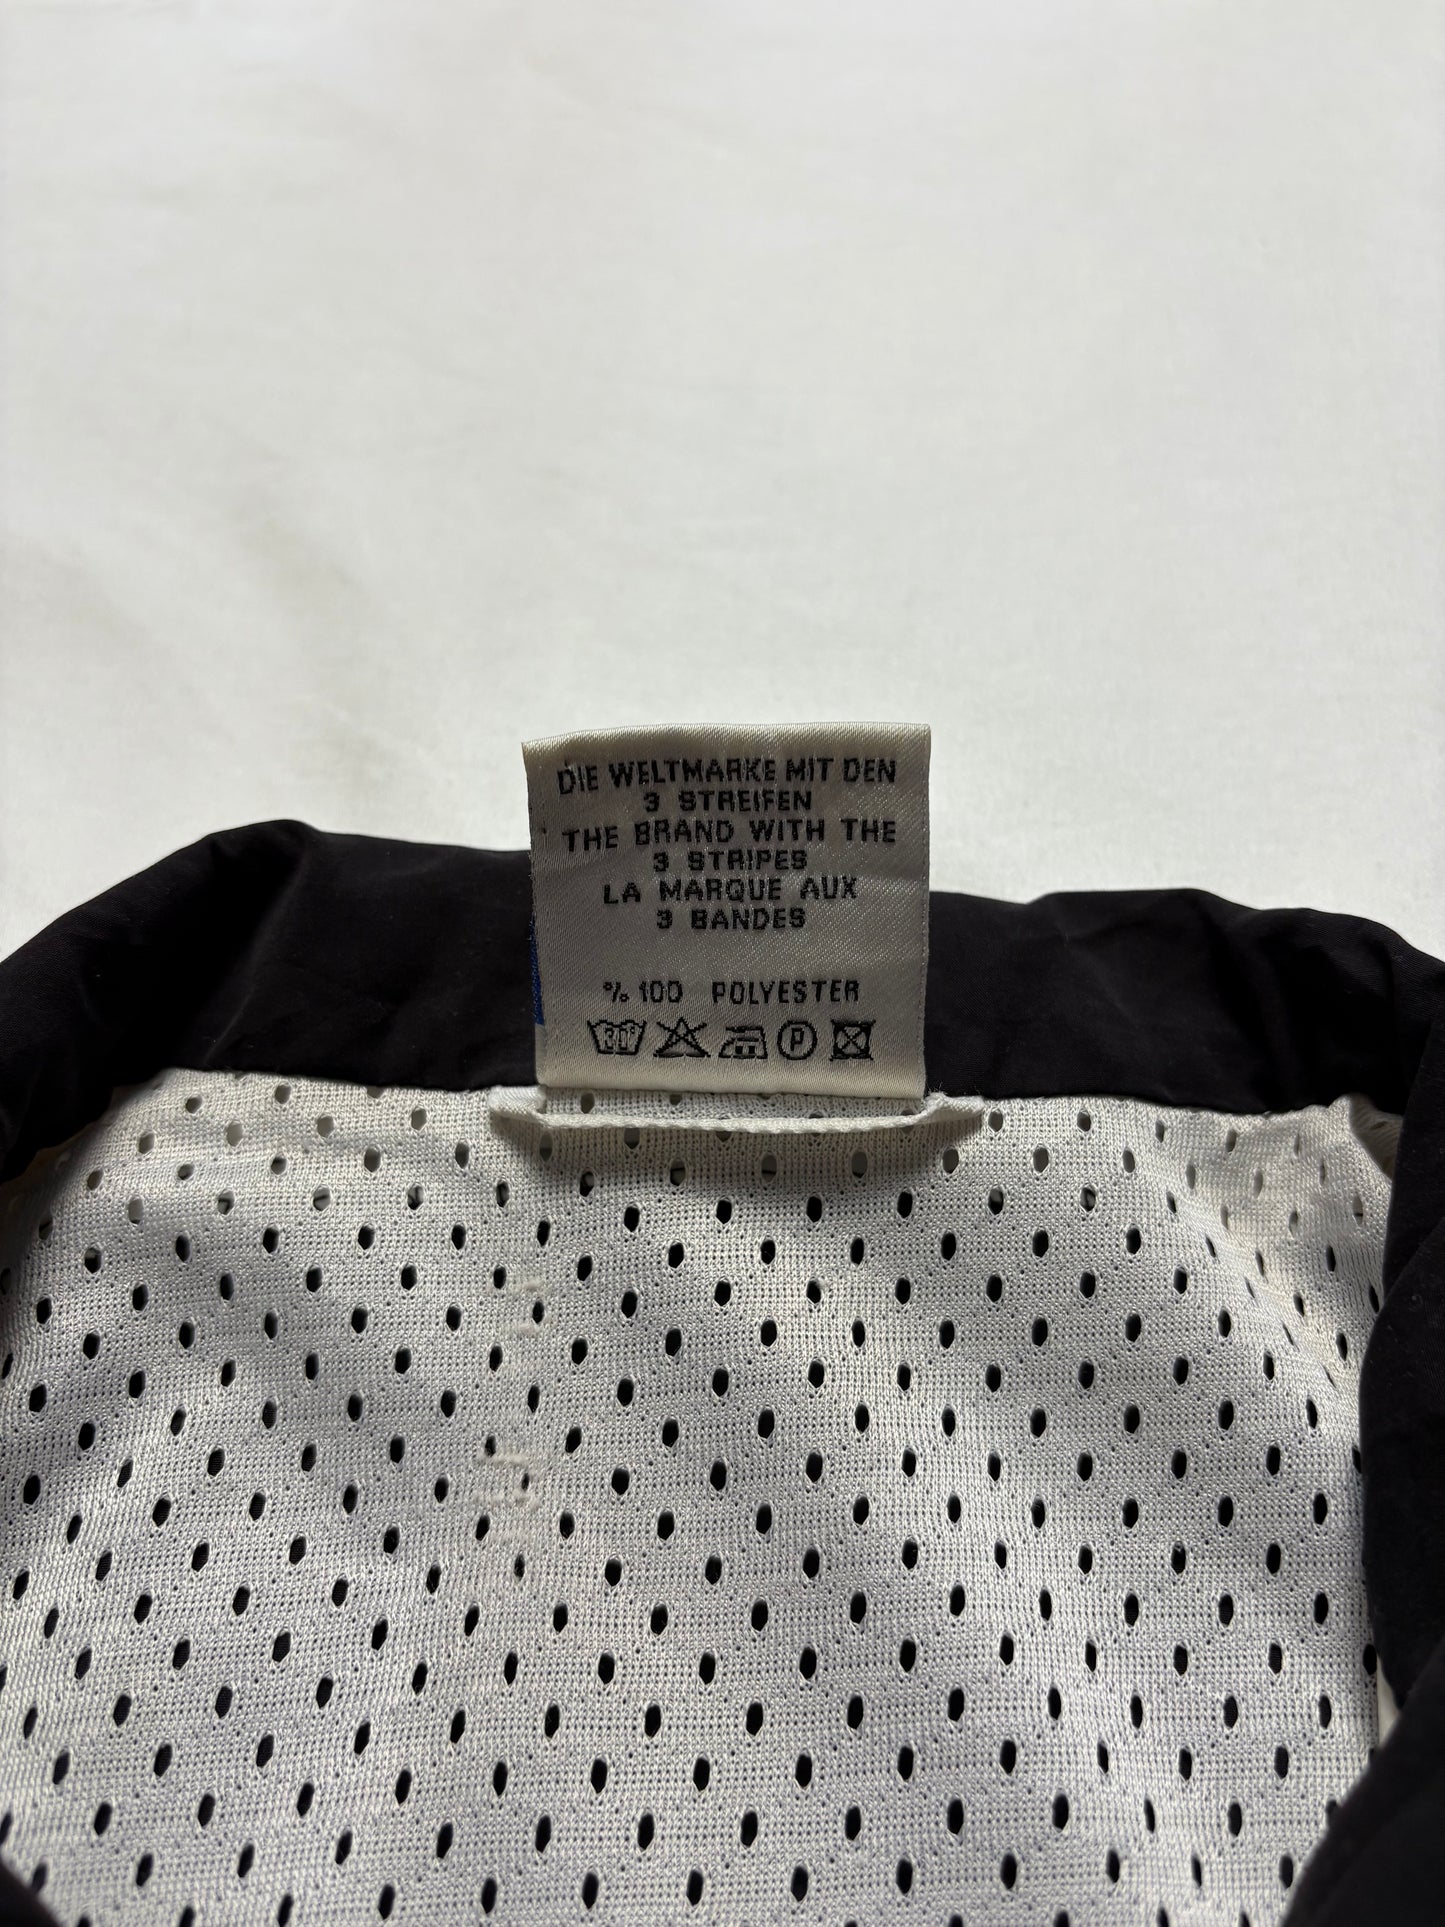 DIE WELTMARKE MIT DEN
3 STREIFEN
THE BRAND WITH THE
3 STRIPES
LA MARQUE AUX
3 BANDES
% 100 POLYESTER
30° P